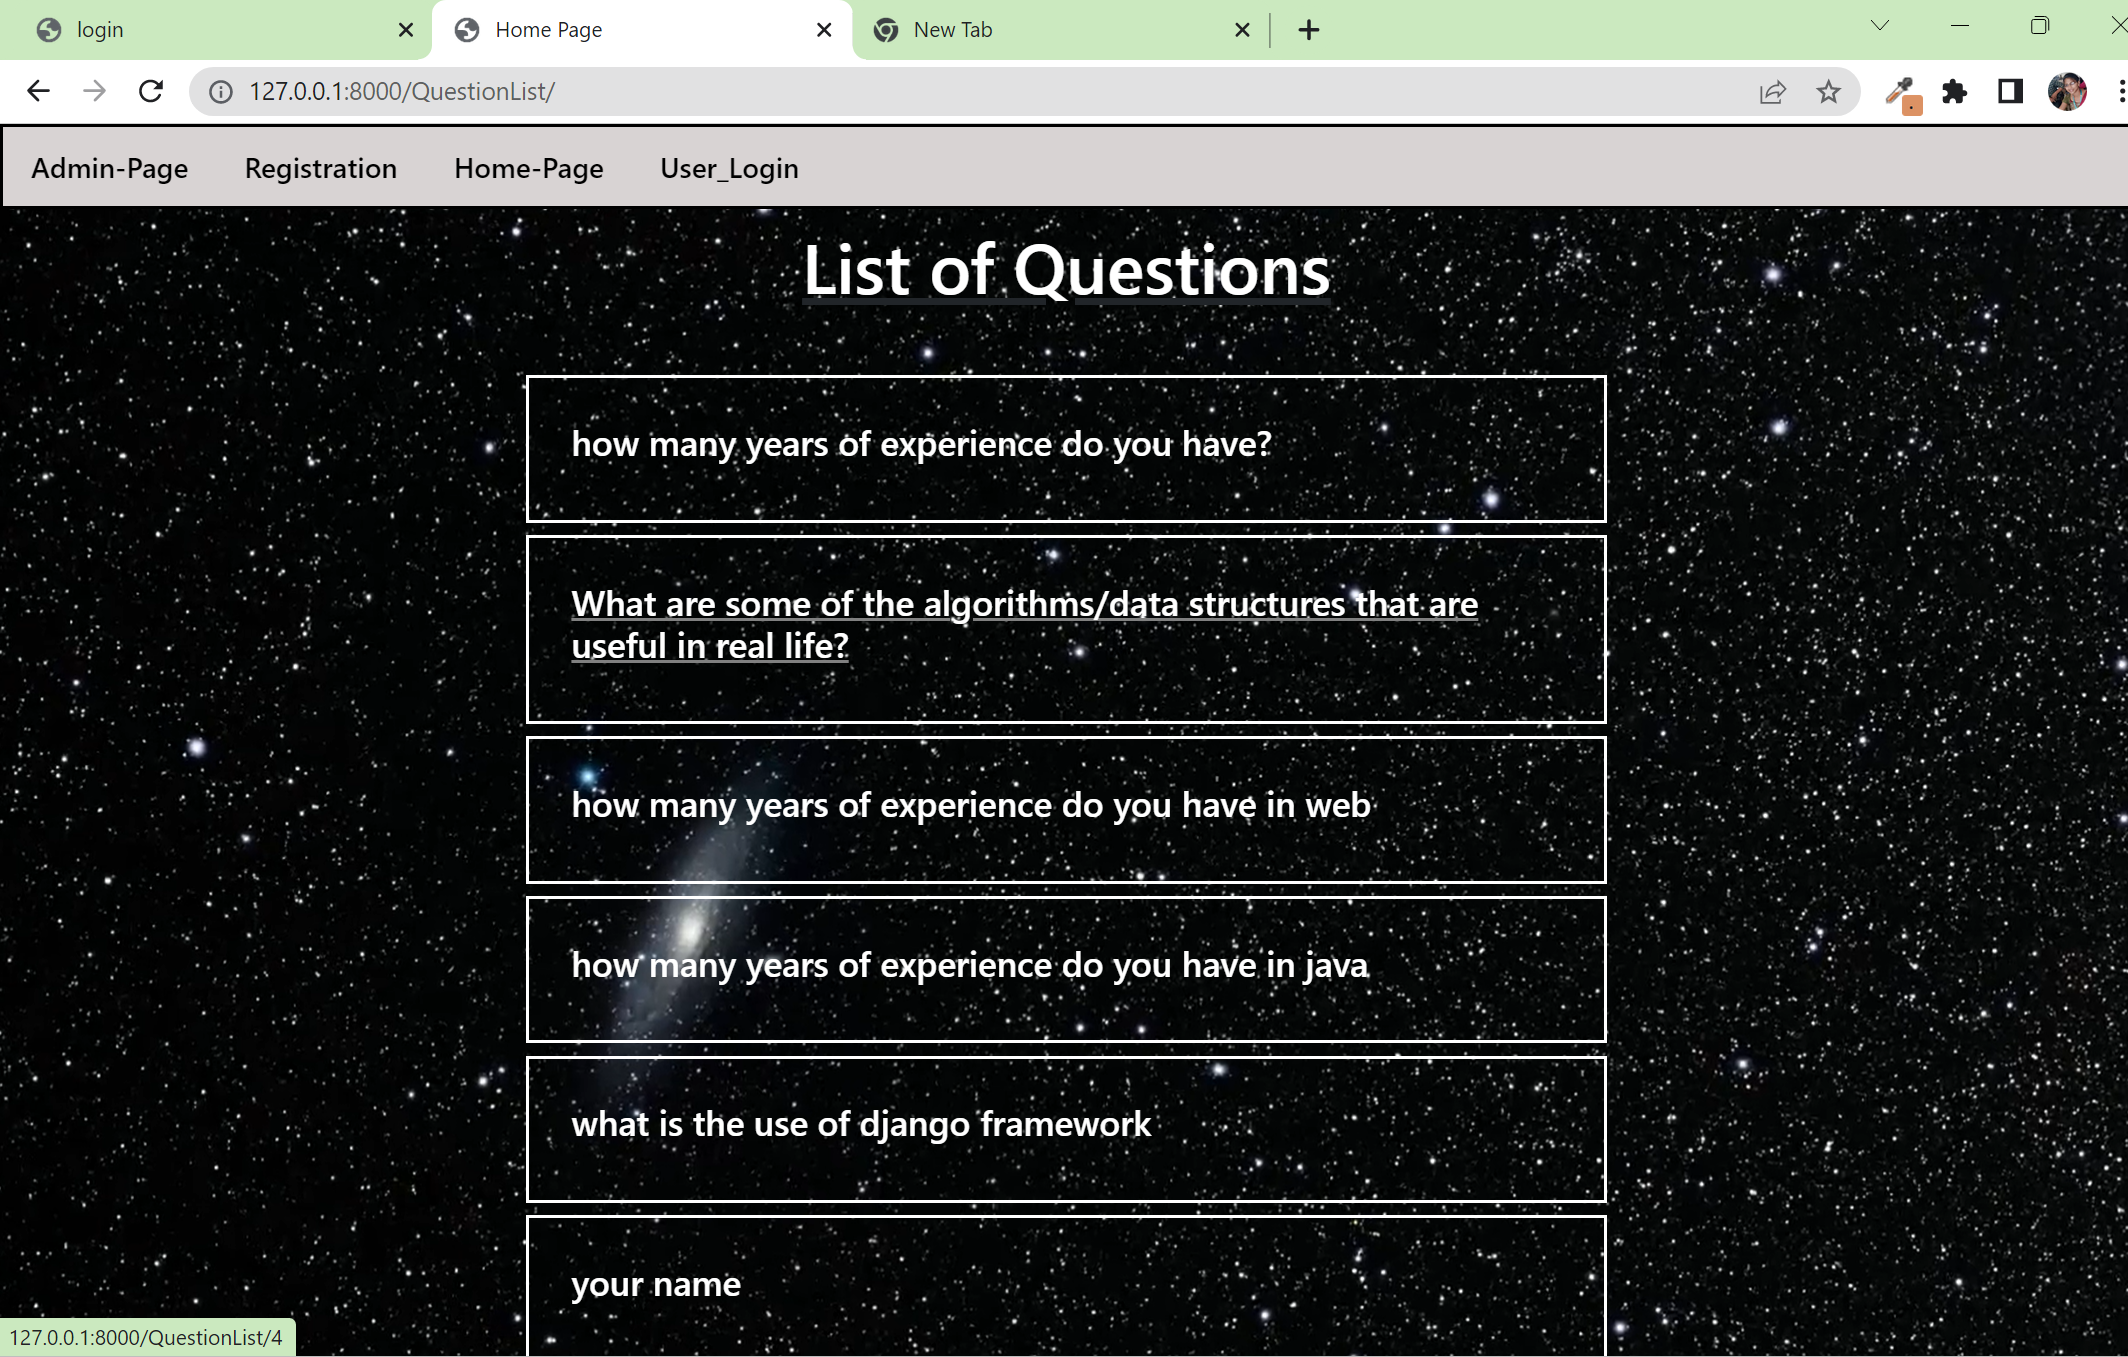 login
Home Page
New Tab
127.0.0.1:8000/QuestionList/
Admin-Page Registration Home-Page User_Login
List of Questions
how many years of experience do you have?
What are some of the algorithms/data structures that are
useful in real life?
how many years of experience do you have in web
how many years of experience do you have in java
what is the use of django framework
your name
127.0.0.1:8000/QuestionList/4